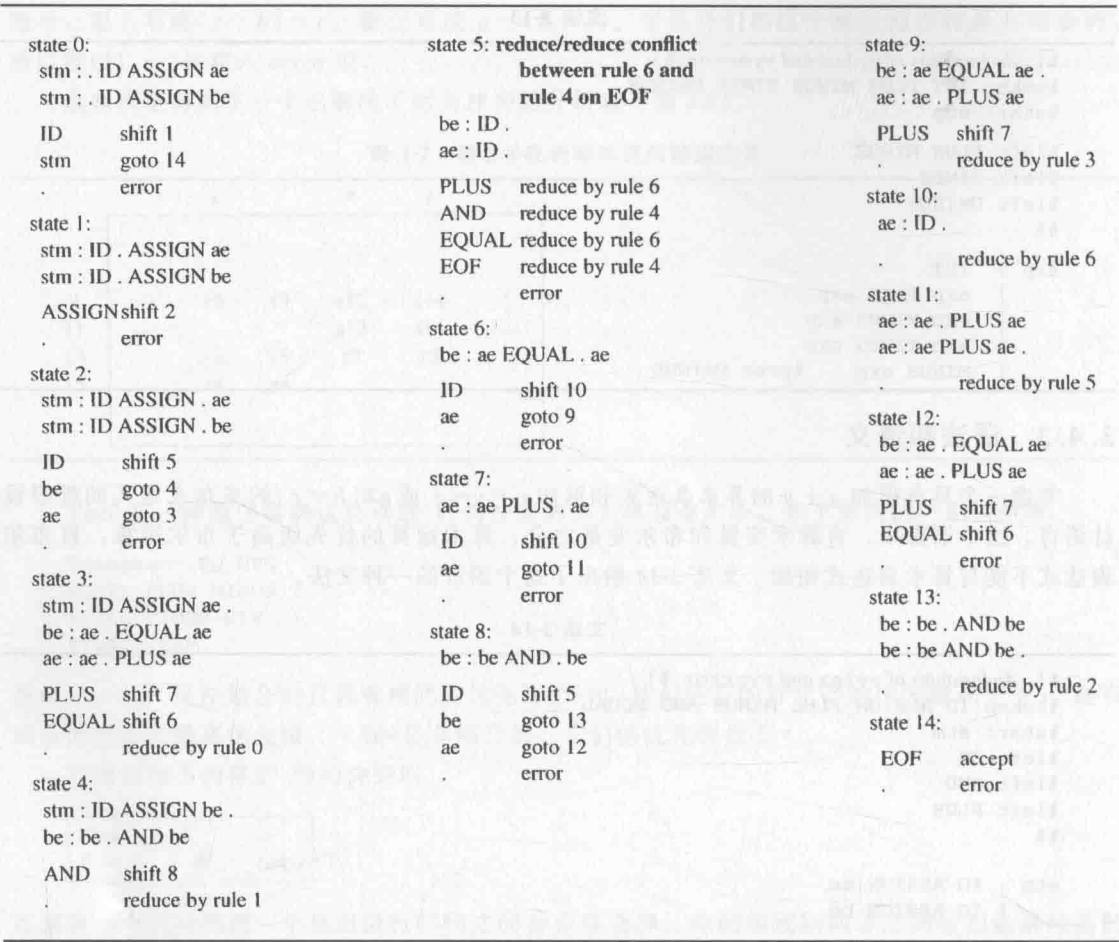 state 0:
stm : . ID ASSIGN ae
stm : . ID ASSIGN be
ID shift 1
stm goto 14
. error
state 1:
stm : ID . ASSIGN ae
stm : ID . ASSIGN be
ASSIGN shift 2
. error
state 2:
stm : ID ASSIGN . ae
stm : ID ASSIGN . be
ID shift 5
be goto 4
ae goto 3
. error
state 3:
stm : ID ASSIGN ae .
be : ae . EQUAL ae
ae : ae . PLUS ae
PLUS shift 7
EQUAL shift 6
. reduce by rule 0
state 4:
stm : ID ASSIGN be .
be : be . AND be
AND shift 8
. reduce by rule 1
state 5: reduce/reduce conflict
between rule 6 and
rule 4 on EOF
be : ID .
ae : ID .
PLUS reduce by rule 6
AND reduce by rule 4
EQUAL reduce by rule 6
EOF reduce by rule 4
. error
state 6:
be : ae EQUAL . ae
ID shift 10
ae goto 9
. error
state 7:
ae : ae PLUS . ae
ID shift 10
ae goto 11
. error
state 8:
be : be AND . be
ID shift 5
be goto 13
ae goto 12
. error
state 9:
be : ae EQUAL ae .
ae : ae . PLUS ae
PLUS shift 7
. reduce by rule 3
state 10:
ae : ID .
. reduce by rule 6
state 11:
ae : ae . PLUS ae
ae : ae PLUS ae .
. reduce by rule 5
state 12:
be : ae . EQUAL ae
ae : ae . PLUS ae
PLUS shift 7
EQUAL shift 6
. error
state 13:
be : be . AND be
be : be AND be .
. reduce by rule 2
state 14:
EOF accept
. error